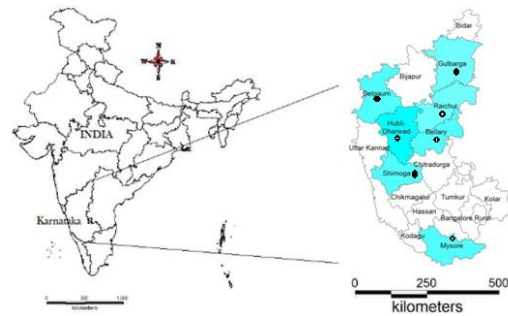 INDIA
Karnataka
R
N
W
S
Bidar
Gulbarga
Bijapur
Belgaum
Raichur
Hubli-
Dharwad
Bellary
Uttar Kannad
Chitradurga
Shimoga
Chikmagalur
Tumkur
Kolar
Hassan
Bangalore Rural
Kodagu
Mysore
0 250 500
kilometers